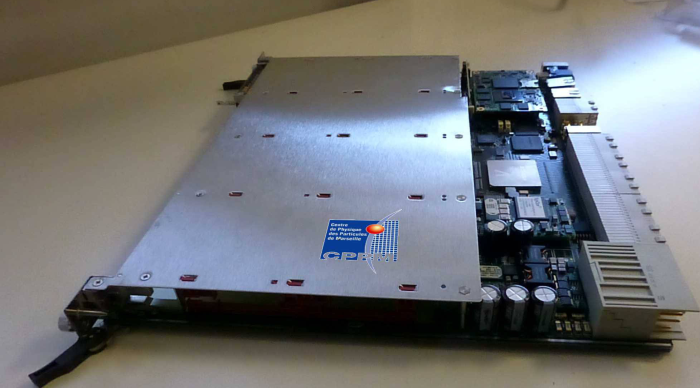 Centre
de Physique
des Particules
de Marseille
CPPM